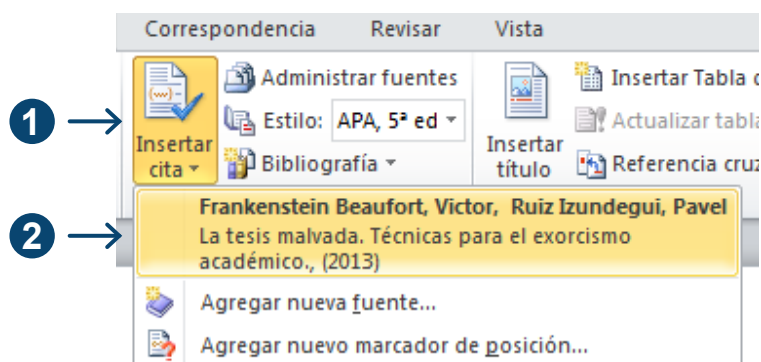 Correspondencia Revisar Vista
1
Insertar
cita
Administrar fuentes
Estilo: APA, 5ª ed
Bibliografía
Insertar
título
Insertar Tabla d
Actualizar tabla
Referencia cruz
2
Frankenstein Beaufort, Victor, Ruiz Izundegui, Pavel
La tesis malvada. Técnicas para el exorcismo
académico., (2013)
Agregar nueva fuente...
Agregar nuevo marcador de posición...